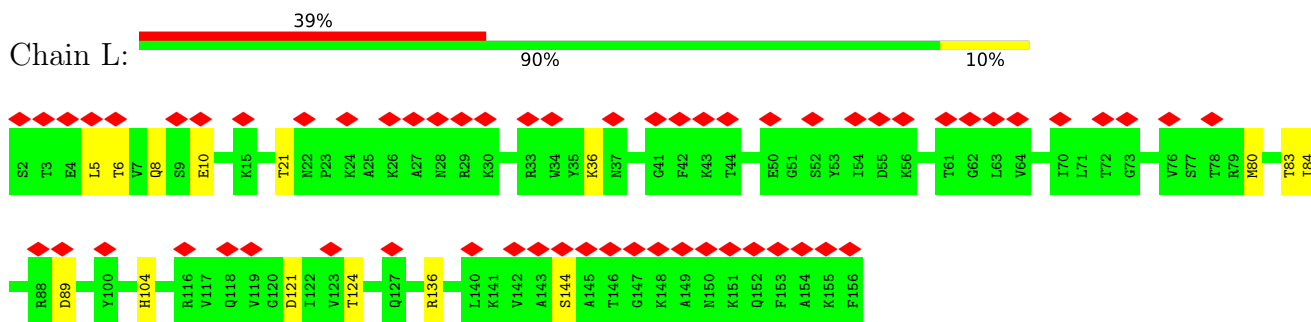 39%
Chain L:
90% 10%
S2 T3 E4 L5 T6 V7 Q8 S9 E10 K15 T21 N22 P23 K24 A25 K26 A27 N28 R29 K30 R33 W34 Y35 K36 N37 G41 F42 K43 T44 E50 G51 S52 Y53 I54 D55 K56 T61 G62 L63 V64 I70 L71 T72 G73 V76 S77 T78 R79 M80 T83 I84
R88 D89 Y100 H104 R116 V117 Q118 V119 G120 D121 I122 V123 T124 Q127 R136 L140 K141 V142 A143 S144 A145 T146 G147 K148 A149 N150 K151 Q152 F153 A154 K155 F156